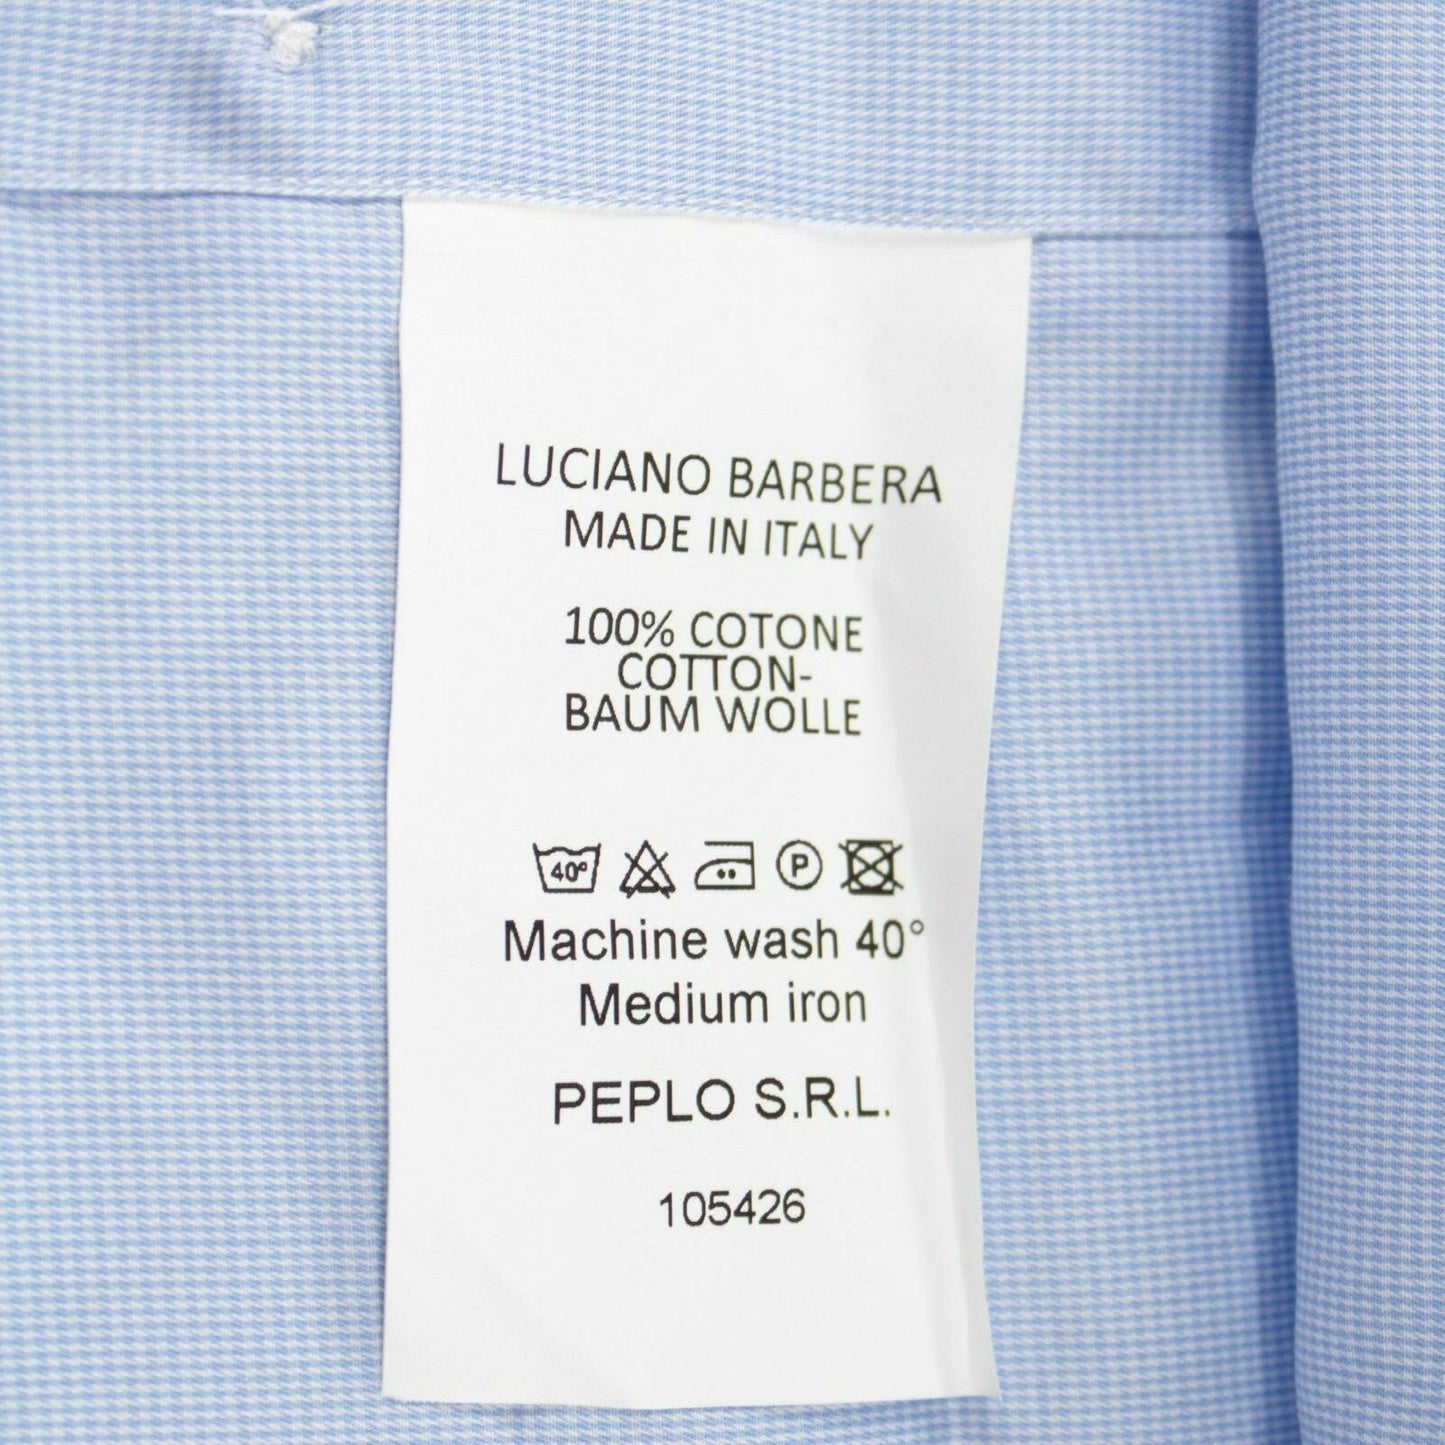 LUCIANO BARBERA
MADE IN ITALY
100% COTONE
COTTON-
BAUM WOLLE
40° P
Machine wash 40°
Medium iron
PEPLO S.R.L.
105426